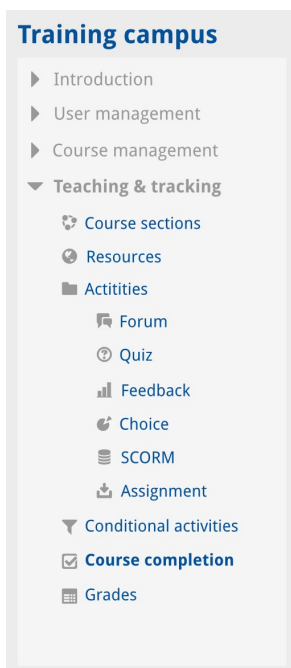 Training campus
Introduction
User management
Course management
Teaching & tracking
Course sections
Resources
Actitities
Forum
Quiz
Feedback
Choice
SCORM
Assignment
Conditional activities
Course completion
Grades